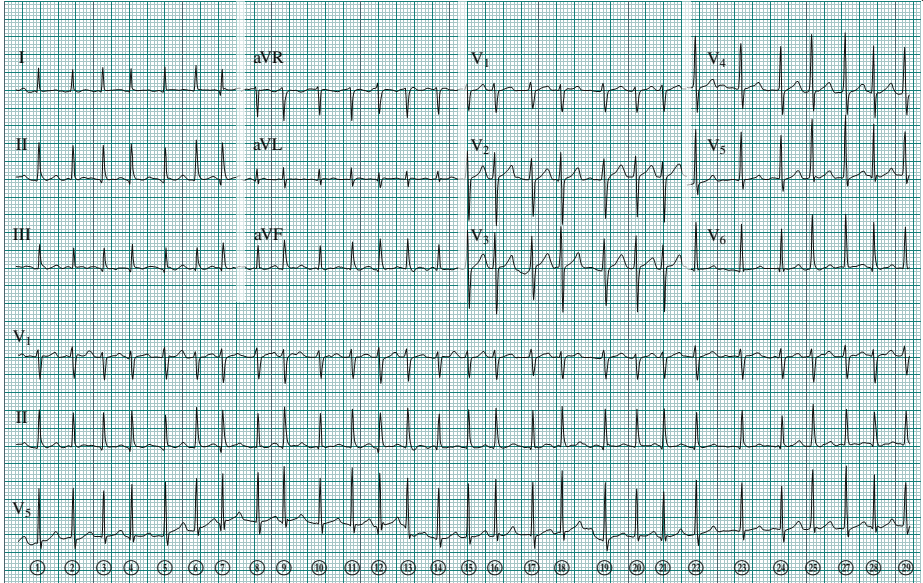 I aVR V₁ V₄
II aVL V₂ V₅
III aVF V₃ V₆
V₁
II
V₅
1 2 3 4 5 6 7 8 9 10 11 12 13 14 15 16 17 18 19 20 21 22 23 24 25 27 28 29